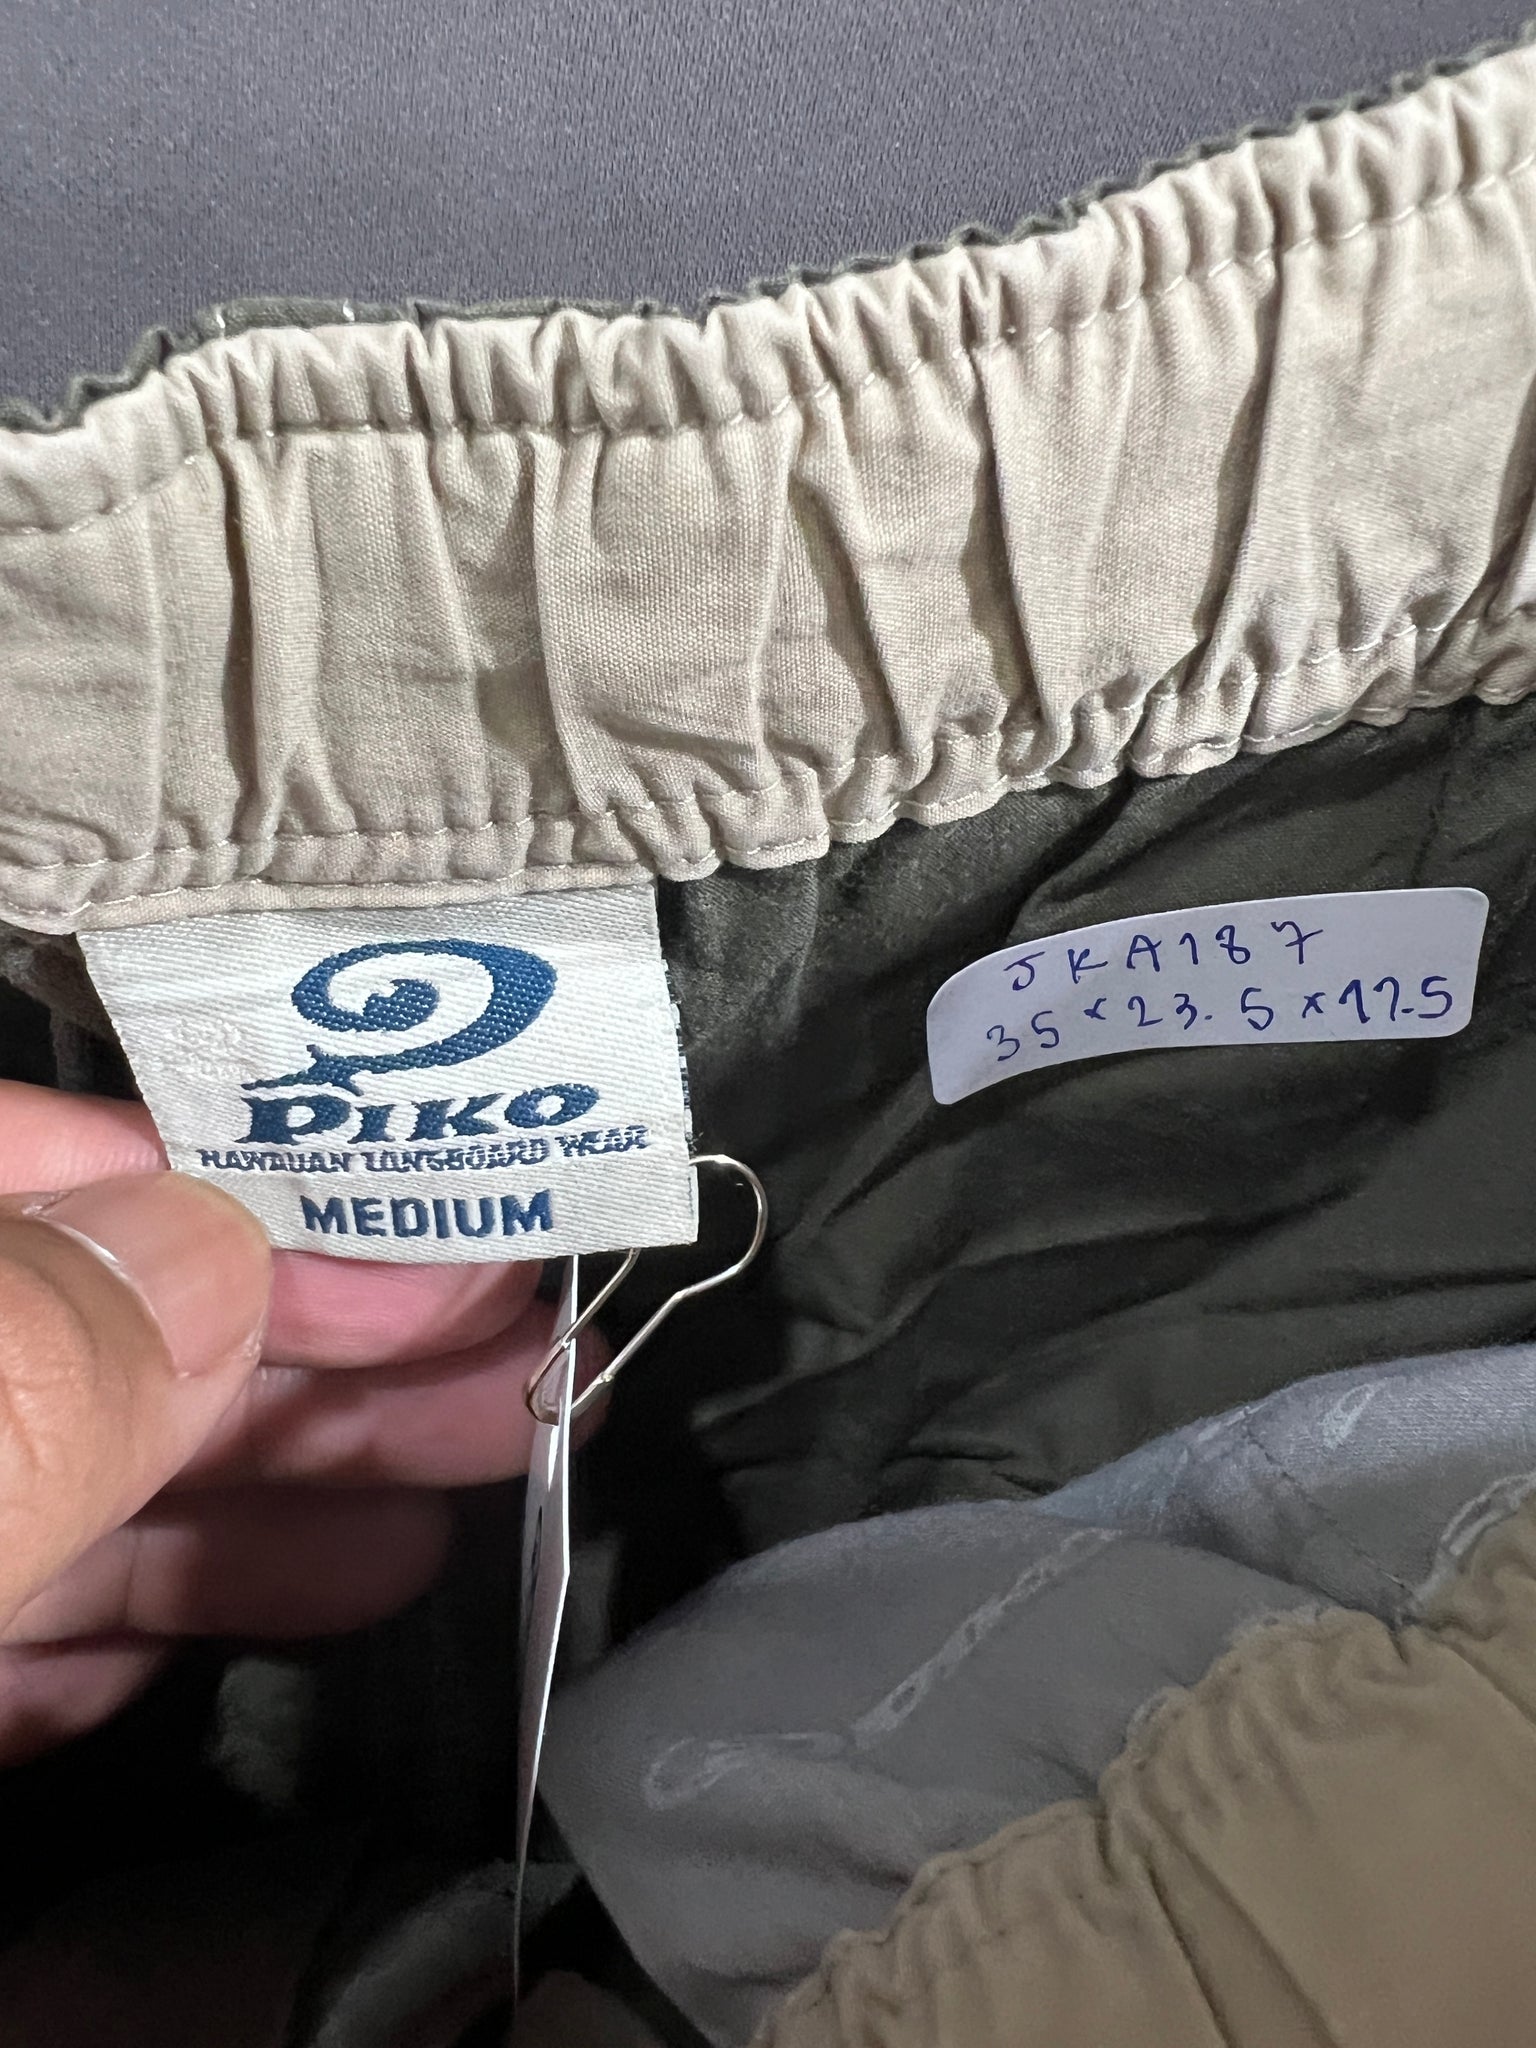 PIKO
HAWAIIAN LONGBOARD WEAR
MEDIUM
JKA187
35 x 23.5 x 17.5